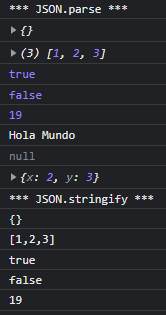 *** JSON.parse ***
▸ {}
▸ (3) [1, 2, 3]
true
false
19
Hola Mundo
null
▸ {x: 2, y: 3}
*** JSON.stringify ***
{}
[1,2,3]
true
false
19